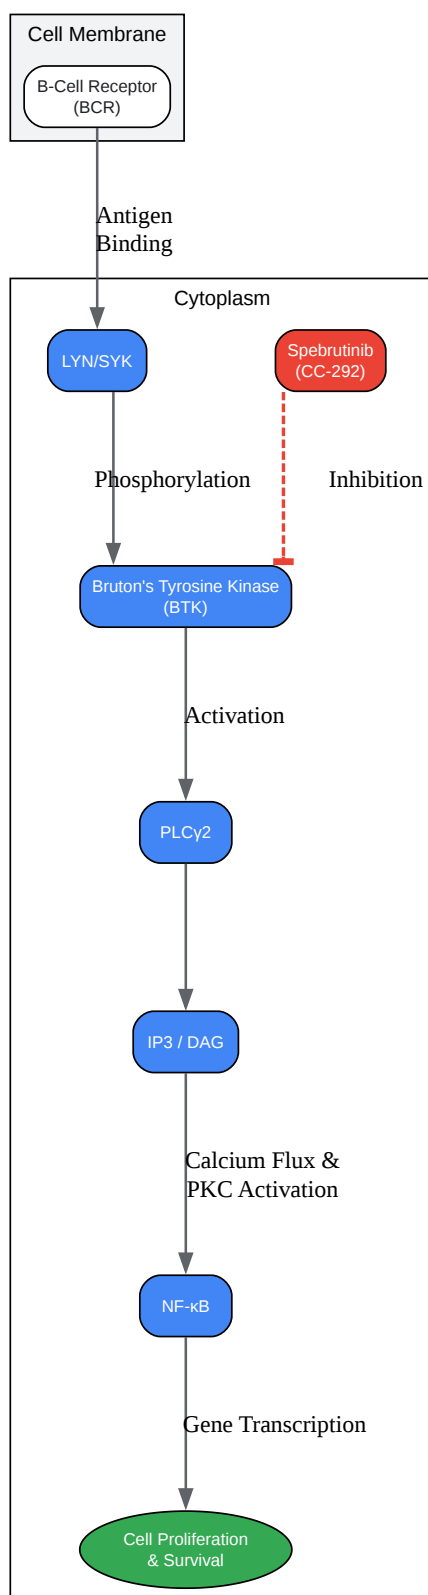 Cell Membrane
B-Cell Receptor
(BCR)
Antigen
Binding
Cytoplasm
LYN/SYK
Spebrutinib
(CC-292)
Phosphorylation
Inhibition
Bruton's Tyrosine Kinase
(BTK)
Activation
PLCγ2
IP3 / DAG
Calcium Flux &
PKC Activation
NF-κB
Gene Transcription
Cell Proliferation
& Survival